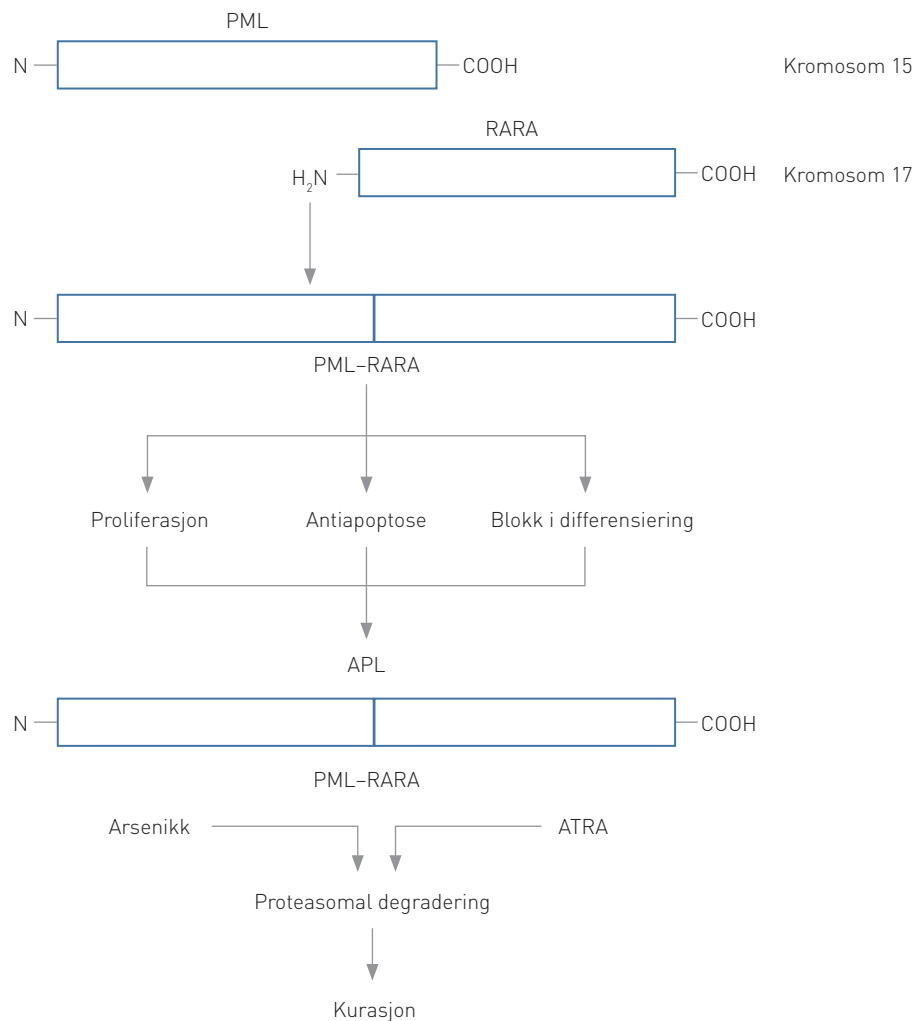 PML
N COOH Kromosom 15
RARA
H₂N COOH Kromosom 17
N COOH
PML–RARA
Proliferasjon Antiapoptose Blokk i differensiering
APL
N COOH
PML–RARA
Arsenikk ATRA
Proteasomal degradering
Kurasjon